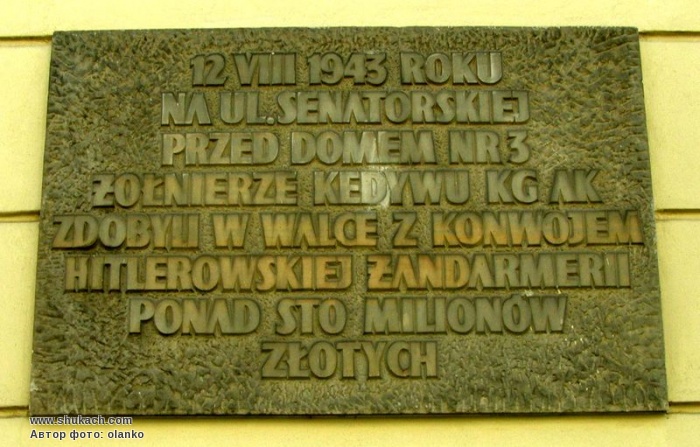 12 VIII 1943 ROKU
NA UL. SENATORSKIEJ
PRZED DOMEM NR 3
ŻOŁNIERZE KEDYWU KG AK
ZDOBYLI W WALCE Z KONWOJEM
HITLEROWSKIEJ ŻANDARMERII
PONAD STO MILIONÓW
ZŁOTYCH
www.shukach.com
Автор фото: olanko